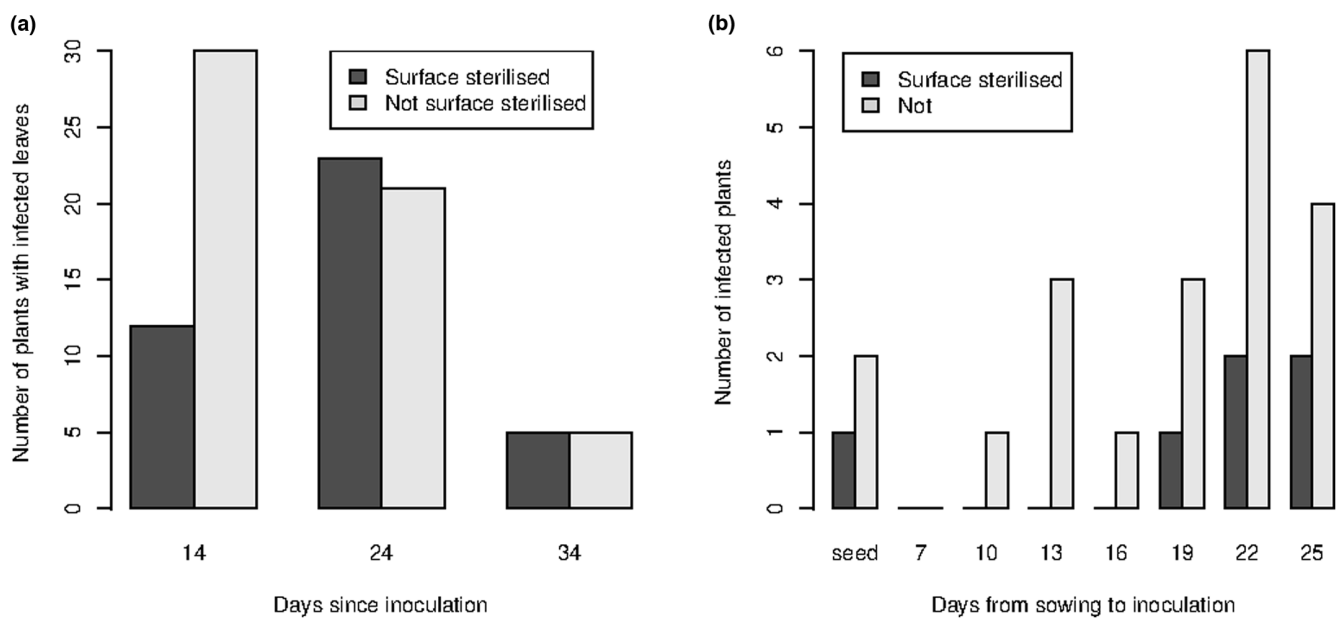 (a)
Number of plants with infected leaves
30
25
20
15
10
5
0
Surface sterilised
Not surface sterilised
14 24 34
Days since inoculation
(b)
Number of infected plants
6
5
4
3
2
1
0
Surface sterilised
Not
seed 7 10 13 16 19 22 25
Days from sowing to inoculation